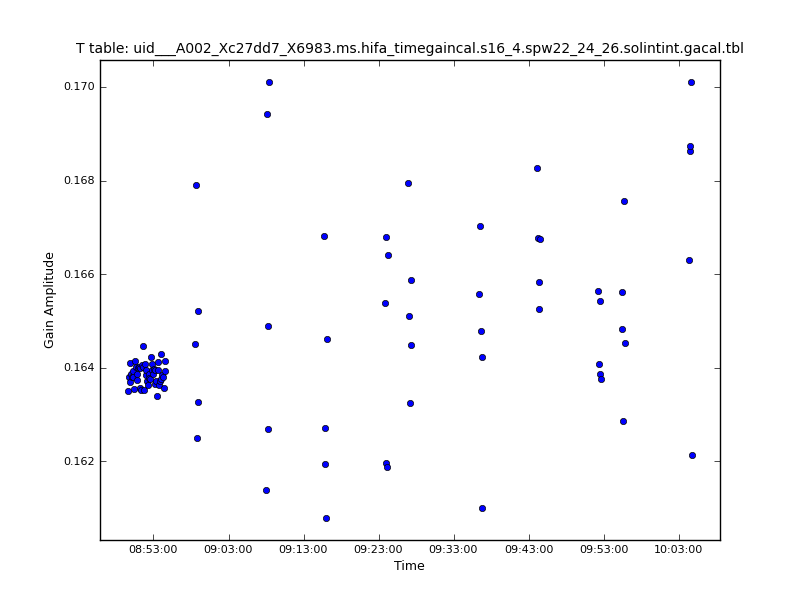 T table: uid___A002_Xc27dd7_X6983.ms.hifa_timegaincal.s16_4.spw22_24_26.solintint.gacal.tbl
0.170
0.168
0.166
0.164
0.162
Gain Amplitude
08:53:00 09:03:00 09:13:00 09:23:00 09:33:00 09:43:00 09:53:00 10:03:00
Time